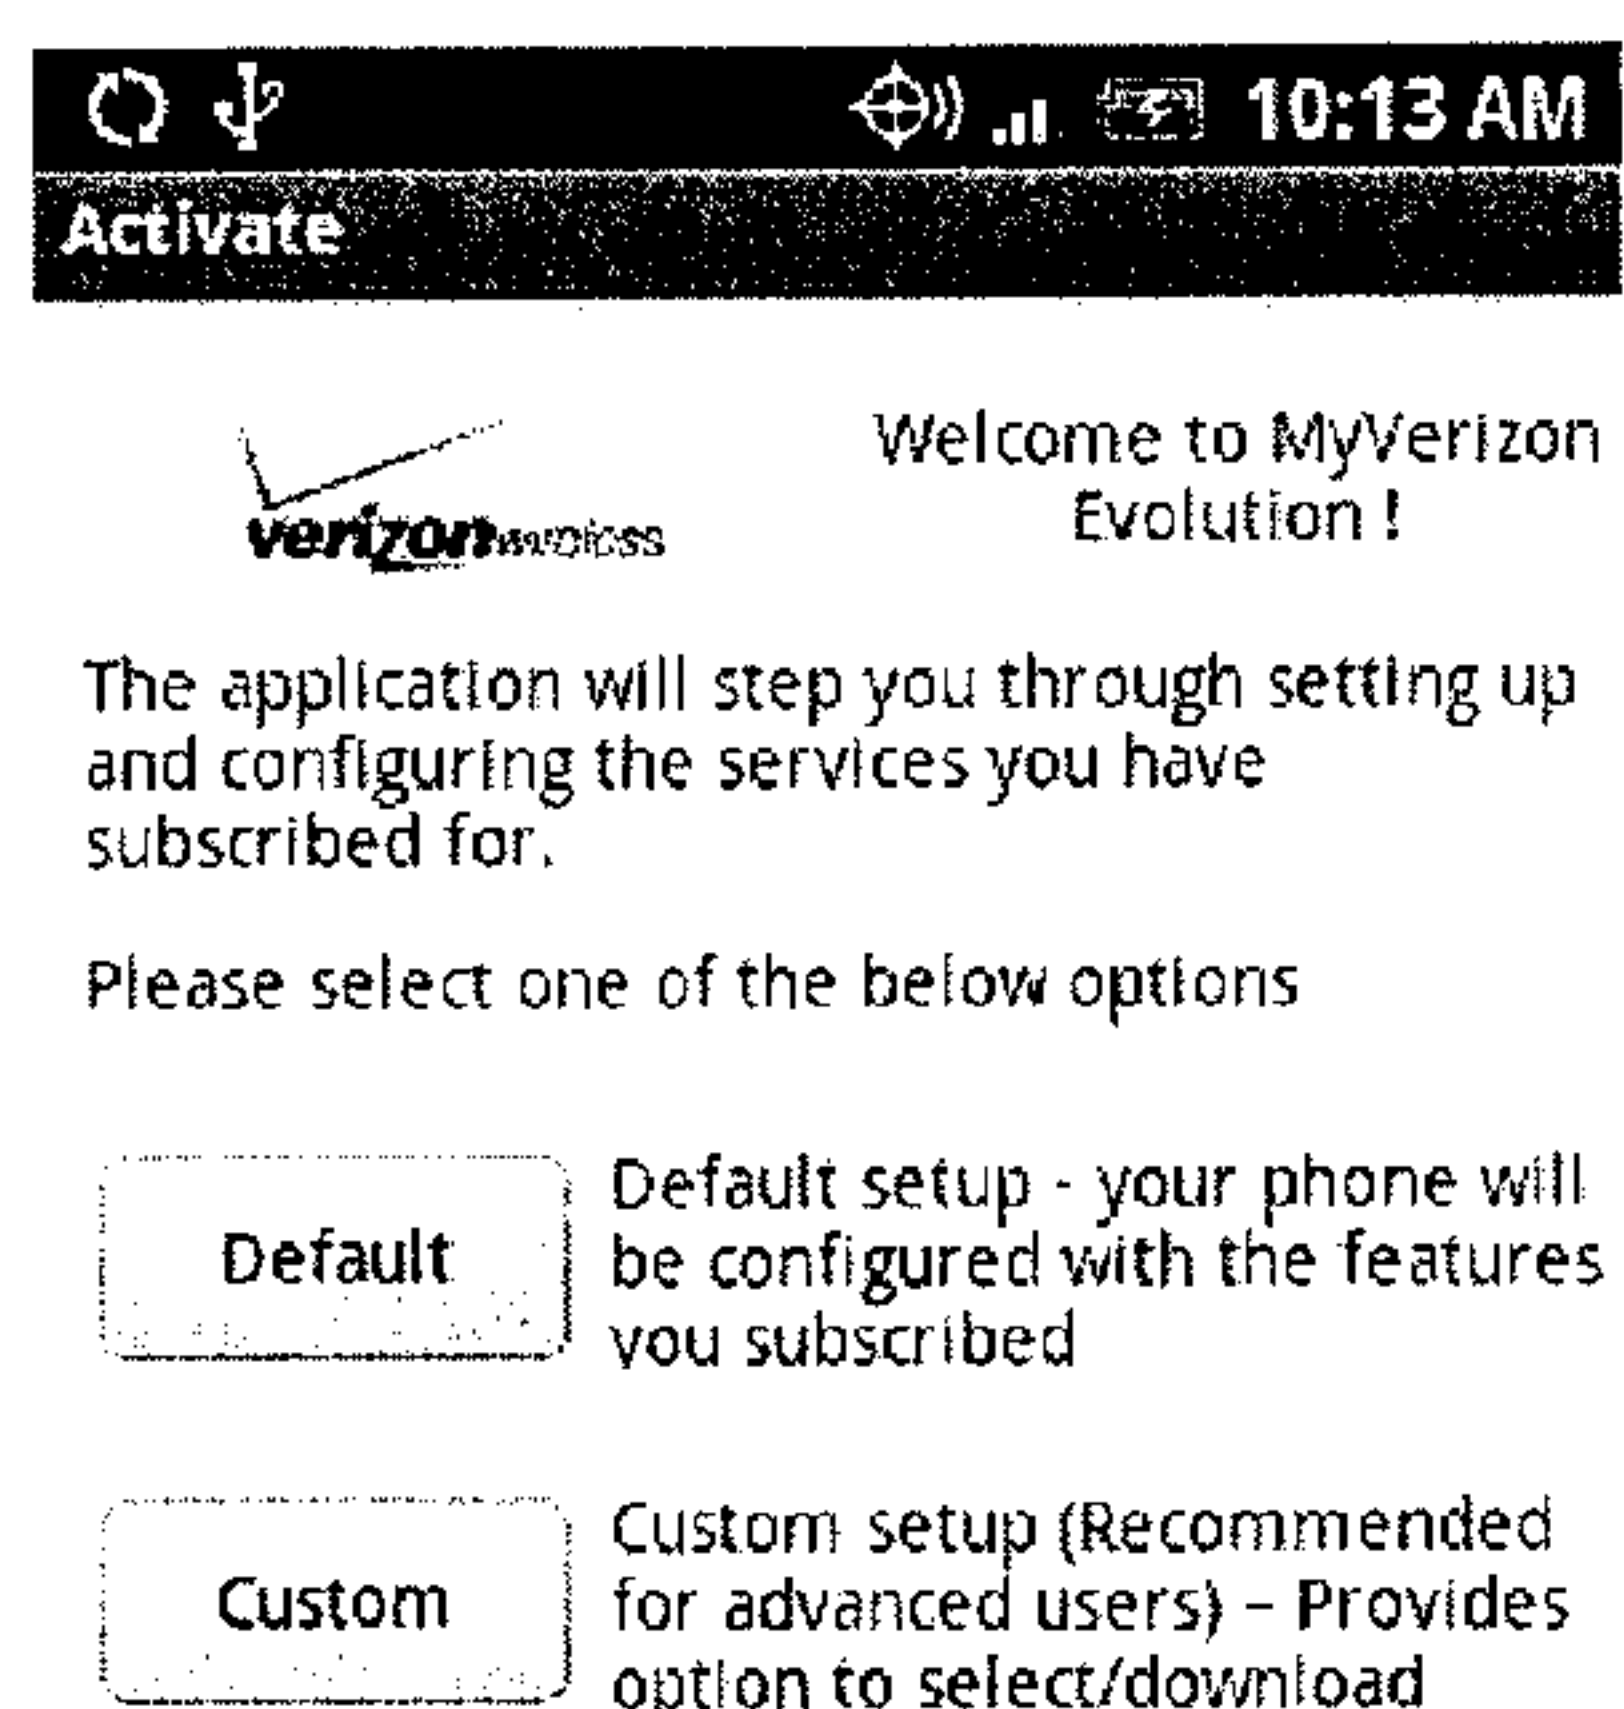 10:13 AM
Activate
verizon wireless
Welcome to MyVerizon
Evolution !
The application will step you through setting up
and configuring the services you have
subscribed for.
Please select one of the below options
Default
Default setup - your phone will
be configured with the features
you subscribed
Custom
Custom setup (Recommended
for advanced users) – Provides
option to select/download